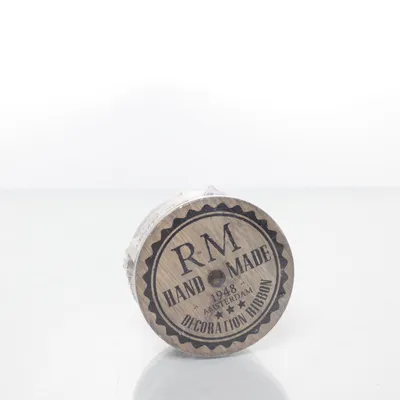 RM
HAND MADE
- 1948 -
AMSTERDAM
★★★
DECORATION RIBBON